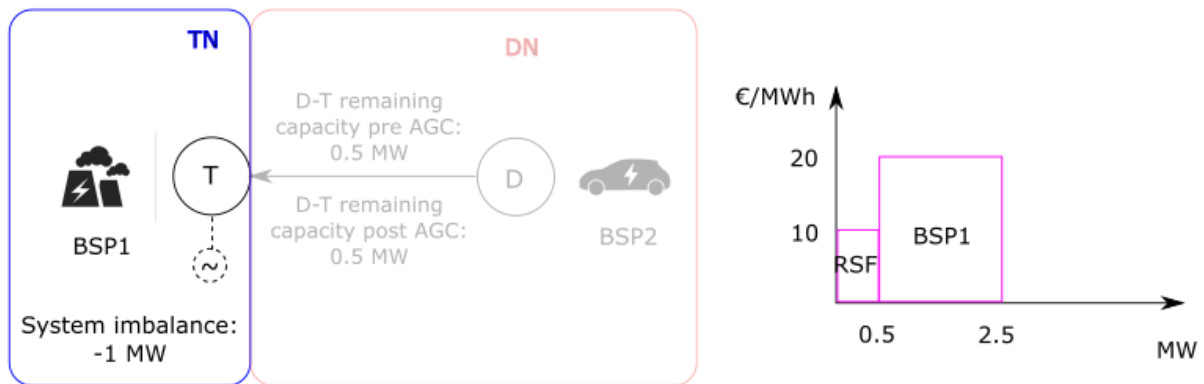 TN
DN
D-T remaining
capacity pre AGC:
0.5 MW
T
D
D-T remaining
capacity post AGC:
0.5 MW
BSP1
BSP2
~
System imbalance:
-1 MW
€/MWh
20
10
RSF
BSP1
0.5
2.5
MW